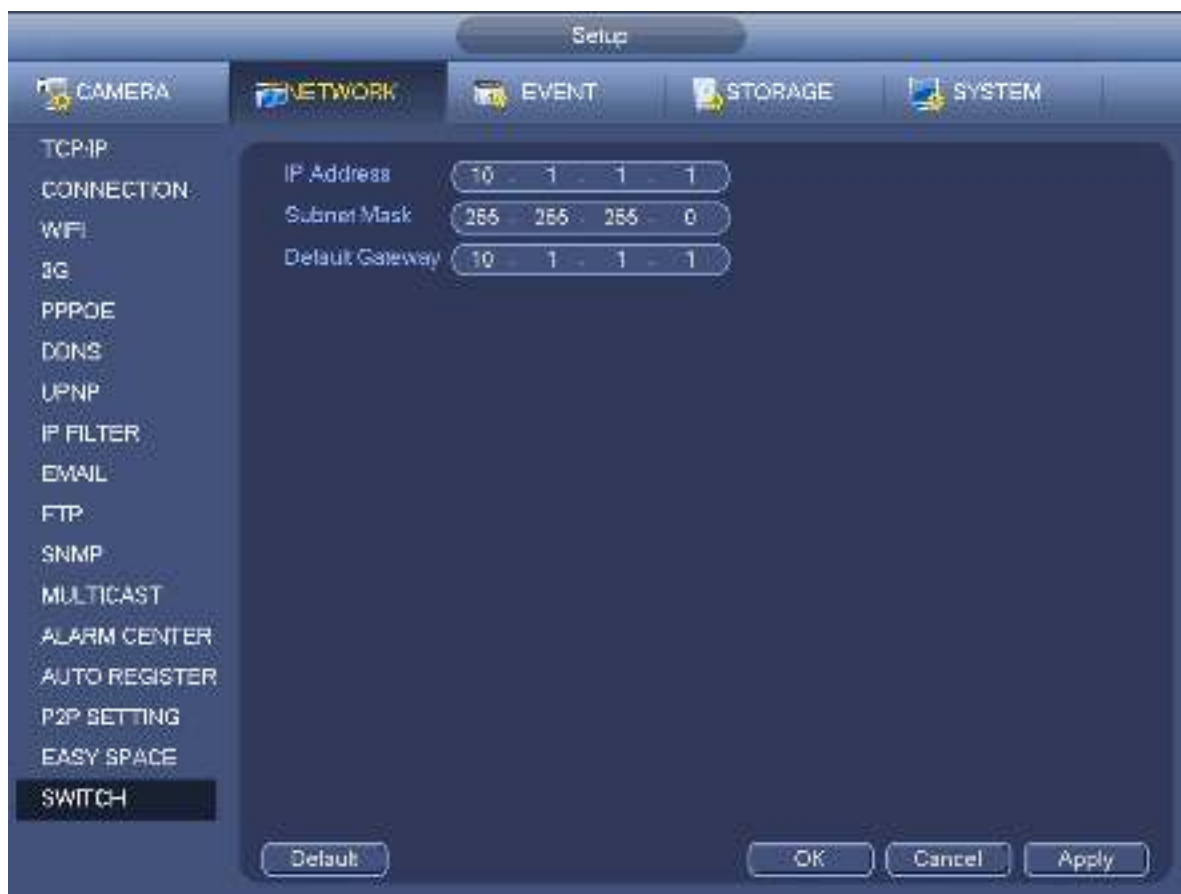 Setup
CAMERA NETWORK EVENT STORAGE SYSTEM
TCP/IP
CONNECTION
WIFI
3G
PPPOE
DDNS
UPNP
IP FILTER
EMAIL
FTP
SNMP
MULTICAST
ALARM CENTER
AUTO REGISTER
P2P SETTING
EASY SPACE
SWITCH
IP Address 10 . 1 . 1 . 1
Subnet Mask 255 . 255 . 255 . 0
Default Gateway 10 . 1 . 1 . 1
Default OK Cancel Apply